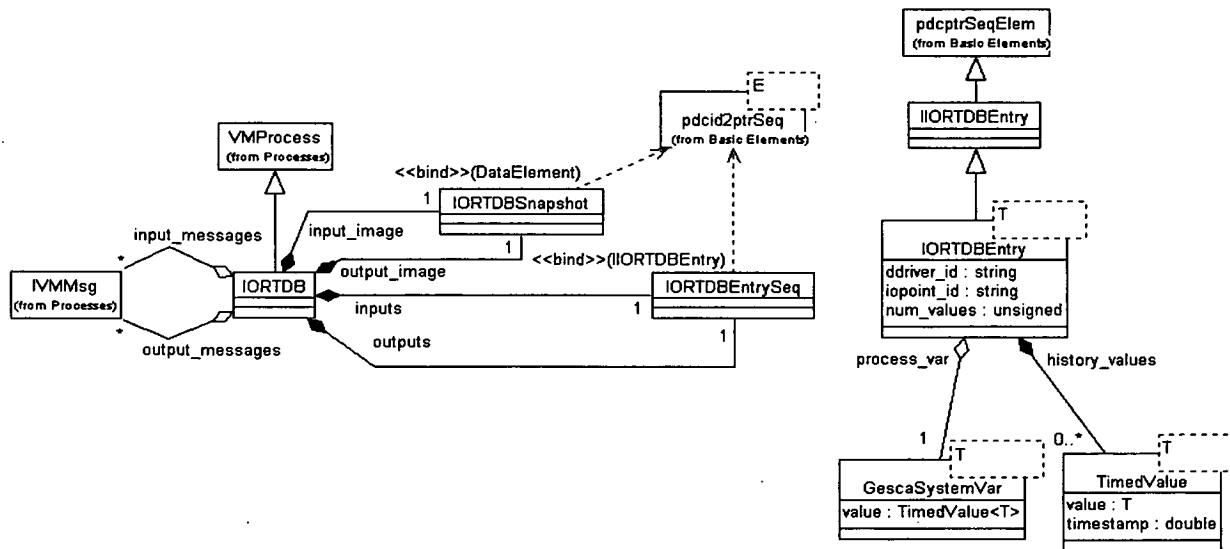 pdcptrSeqElem
(from Basic Elements)
E
IIORTDBEntry
VMProcess
(from Processes)
pdcid2ptrSeq
(from Basic Elements)
<<bind>>(DataElement)
1
IORTDBSnapshot
T
input_messages
input_image
1
IORTDBEntry
*
output_image
<<bind>>(IIORTDBEntry)
ddriver_id : string
IVMMsg
(from Processes)
IORTDB
IORTDBEntrySeq
iopoint_id : string
num_values : unsigned
*
inputs
1
output_messages
outputs
1
process_var
history_values
1
0..*
T
T
GescaSystemVar
TimedValue
value : TimedValue<T>
value : T
timestamp : double